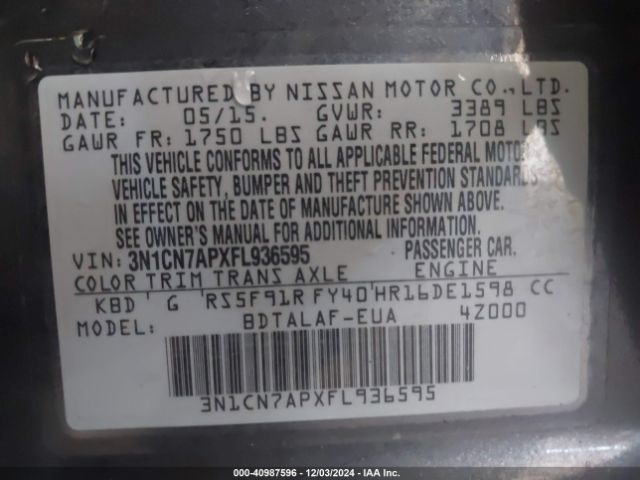 MANUFACTURED BY NISSAN MOTOR CO., LTD.
DATE: 05/15. GVWR: 3389 LBS
GAWR FR: 1750 LBS GAWR RR: 1708 LBS
THIS VEHICLE CONFORMS TO ALL APPLICABLE FEDERAL MOTOR
VEHICLE SAFETY, BUMPER AND THEFT PREVENTION STANDARDS
IN EFFECT ON THE DATE OF MANUFACTURE SHOWN ABOVE.
SEE OWNER'S MANUAL FOR ADDITIONAL INFORMATION.
VIN: 3N1CN7APXFL936595 PASSENGER CAR.
COLOR TRIM TRANS AXLE ENGINE
KBD G RS5F91R FY40 HR16DE1598 CC
MODEL: BDTALAF-EUA 4Z000
3N1CN7APXFL936595
000-40987596 - 12/03/2024 - IAA Inc.